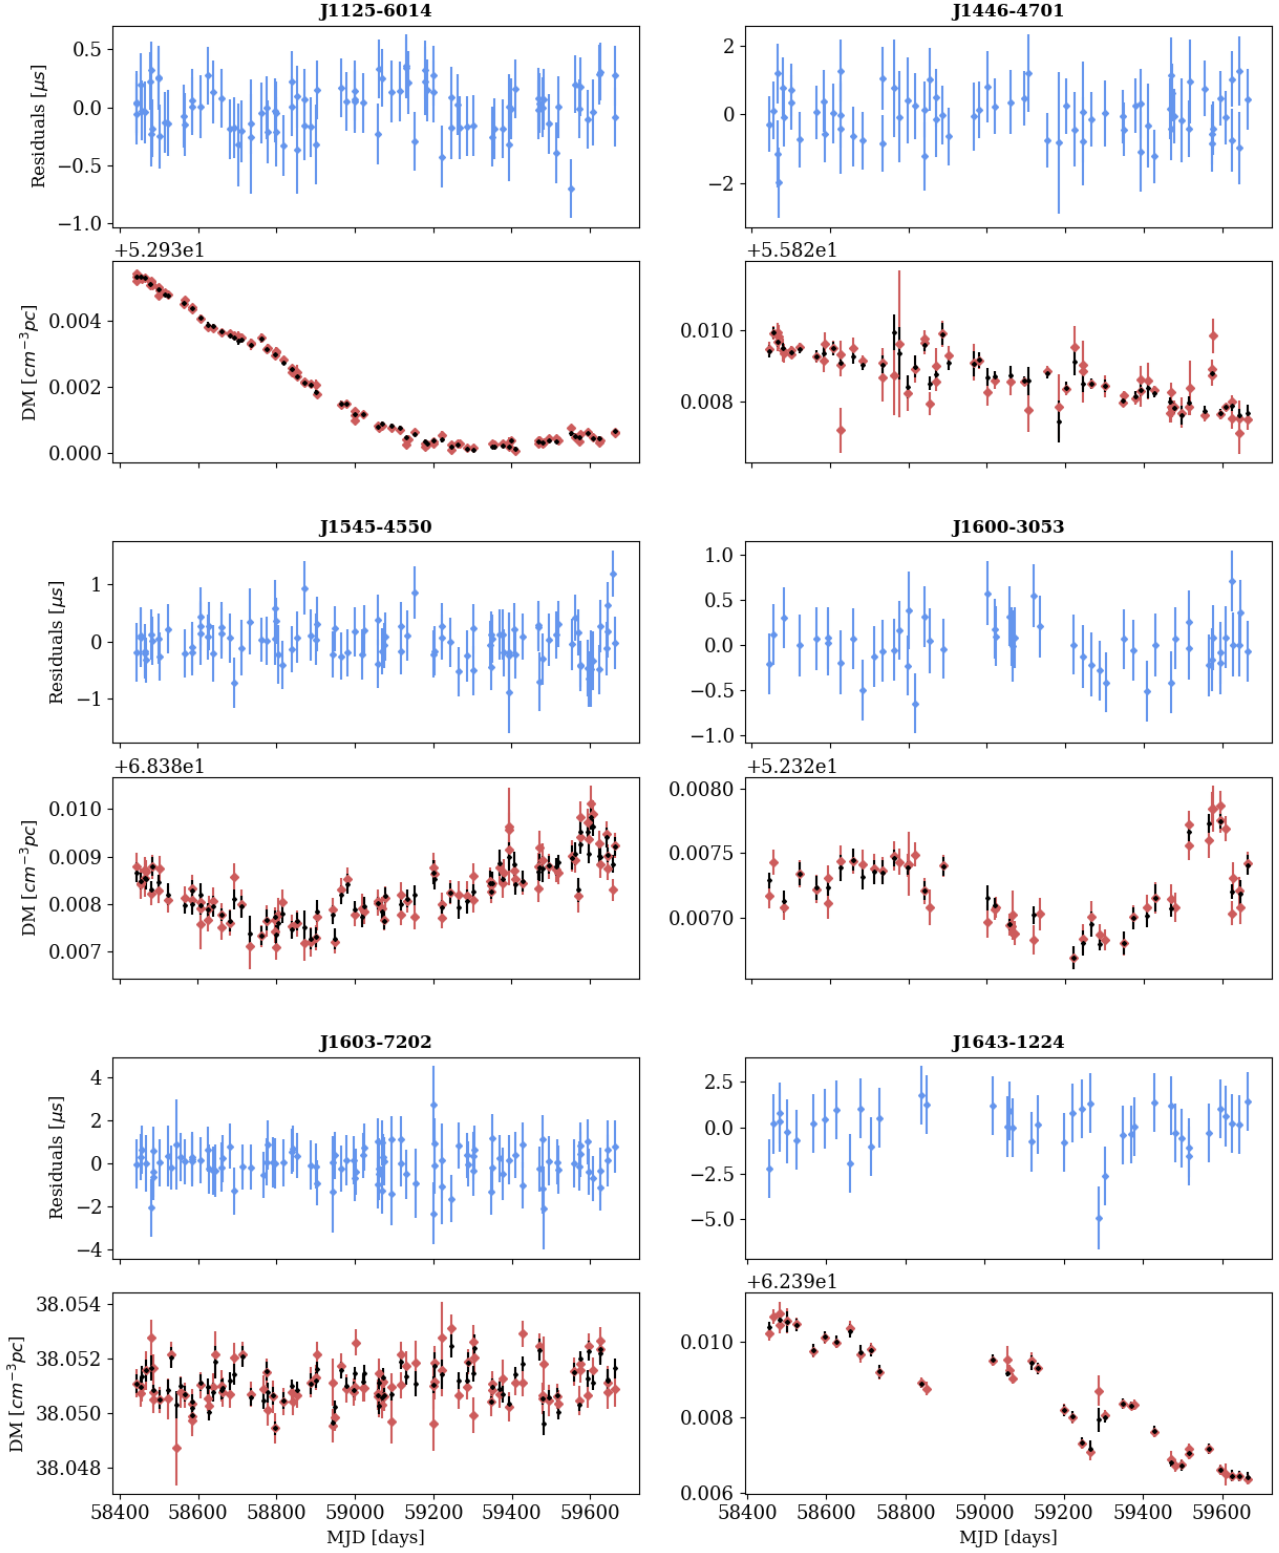 J1125-6014
J1446-4701
Residuals [μs]
0.5
0.0
−0.5
−1.0
2
0
−2
+5.293e1
+5.582e1
DM [cm⁻³pc]
0.004
0.002
0.000
0.010
0.008
J1545-4550
J1600-3053
Residuals [μs]
1
0
−1
1.0
0.5
0.0
−0.5
−1.0
+6.838e1
+5.232e1
DM [cm⁻³pc]
0.010
0.009
0.008
0.007
0.0080
0.0075
0.0070
J1603-7202
J1643-1224
Residuals [μs]
4
2
0
−2
−4
2.5
0.0
−2.5
−5.0
+6.239e1
DM [cm⁻³pc]
38.054
38.052
38.050
38.048
0.010
0.008
0.006
58400 58600 58800 59000 59200 59400 59600
58400 58600 58800 59000 59200 59400 59600
MJD [days]
MJD [days]